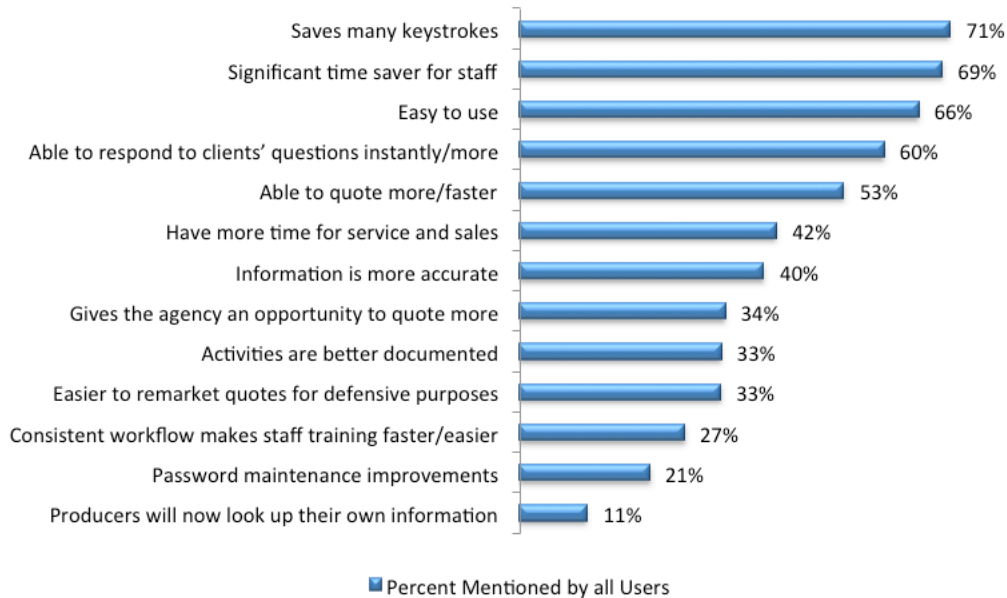 Saves many keystrokes 71%
Significant time saver for staff 69%
Easy to use 66%
Able to respond to clients’ questions instantly/more 60%
Able to quote more/faster 53%
Have more time for service and sales 42%
Information is more accurate 40%
Gives the agency an opportunity to quote more 34%
Activities are better documented 33%
Easier to remarket quotes for defensive purposes 33%
Consistent workflow makes staff training faster/easier 27%
Password maintenance improvements 21%
Producers will now look up their own information 11%
Percent Mentioned by all Users